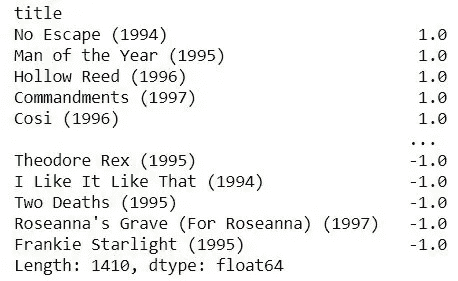 title
No Escape (1994) 1.0
Man of the Year (1995) 1.0
Hollow Reed (1996) 1.0
Commandments (1997) 1.0
Cosi (1996) 1.0
...
Theodore Rex (1995) -1.0
I Like It Like That (1994) -1.0
Two Deaths (1995) -1.0
Roseanna's Grave (For Roseanna) (1997) -1.0
Frankie Starlight (1995) -1.0
Length: 1410, dtype: float64